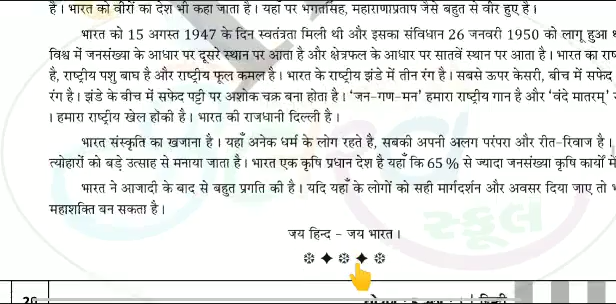 है। भारत को वीरों का देश भी कहा जाता है। यहाँ पर भगतसिंह, महाराणाप्रताप जैसे बहुत से वीर हुए है।
भारत को 15 अगस्त 1947 के दिन स्वतंत्रता मिली थी और इसका संविधान 26 जनवरी 1950 को लागू हुआ
विश्व में जनसंख्या के आधार पर दूसरे स्थान पर आता है और क्षेत्रफल के आधार पर सातवें स्थान पर आता है। भारत का
है, राष्ट्रीय पशु बाघ है और राष्ट्रीय फूल कमल है। भारत के राष्ट्रीय झंडे में तीन रंग है। सबसे ऊपर केसरी, बीच में सफेद
रंग है। झंडे के बीच में सफेद पट्टी पर अशोक चक्र बना होता है। ‘जन-गण-मन’ हमारा राष्ट्रीय गान है और ‘वंदे मातरम्’
। हमारा राष्ट्रीय खेल होकी है। भारत की राजधानी दिल्ली है।
भारत संस्कृति का खजाना है। यहाँ अनेक धर्म के लोग रहते है, सबकी अपनी अलग परंपरा और रीत-रिवाज है।
त्योहारों को बड़े उत्साह से मनाया जाता है। भारत एक कृषि प्रधान देश है यहाँ कि 65 % से ज्यादा जनसंख्या कृषि कार्यों में
भारत ने आजादी के बाद से बहुत प्रगति की है। यदि यहाँ के लोगों को सही मार्गदर्शन और अवसर दिया जाए तो
महाशक्ति बन सकता है।
जय हिन्द - जय भारत।
સ્કૂલ